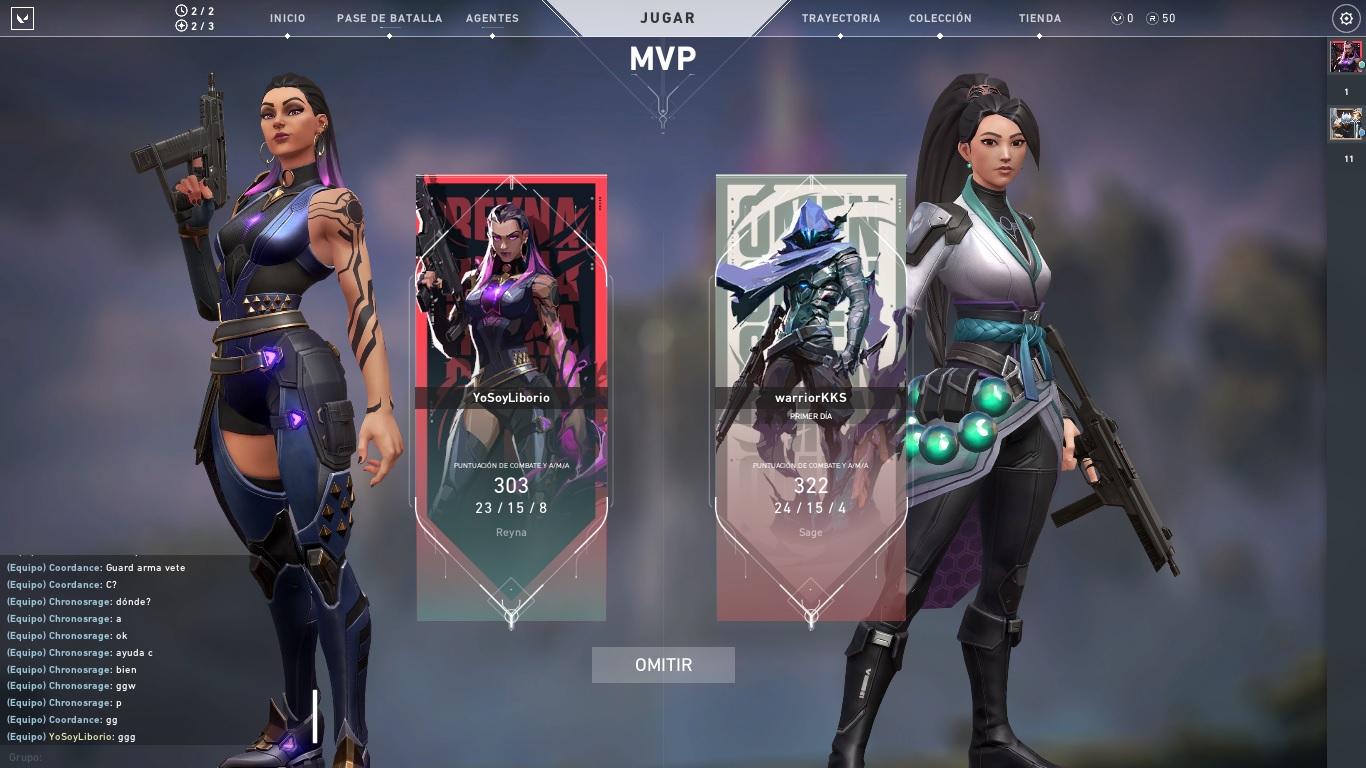 2 / 2
2 / 3
INICIO
PASE DE BATALLA
AGENTES
JUGAR
TRAYECTORIA
COLECCIÓN
TIENDA
0
50
MVP
1
11
REYNA
OMEN
YoSoyLiborio
PUNTUACIÓN DE COMBATE Y A/M/A
303
23 / 15 / 8
Reyna
warriorKKS
PRIMER DÍA
PUNTUACIÓN DE COMBATE Y A/M/A
322
24 / 15 / 4
Sage
OMITIR
(Equipo) Coordance: Guard arma vete
(Equipo) Coordance: C?
(Equipo) Chronosrage: dónde?
(Equipo) Chronosrage: a
(Equipo) Chronosrage: ok
(Equipo) Chronosrage: ayuda c
(Equipo) Chronosrage: bien
(Equipo) Chronosrage: ggw
(Equipo) Chronosrage: p
(Equipo) Coordance: gg
(Equipo) YoSoyLiborio: ggg
Grupo: